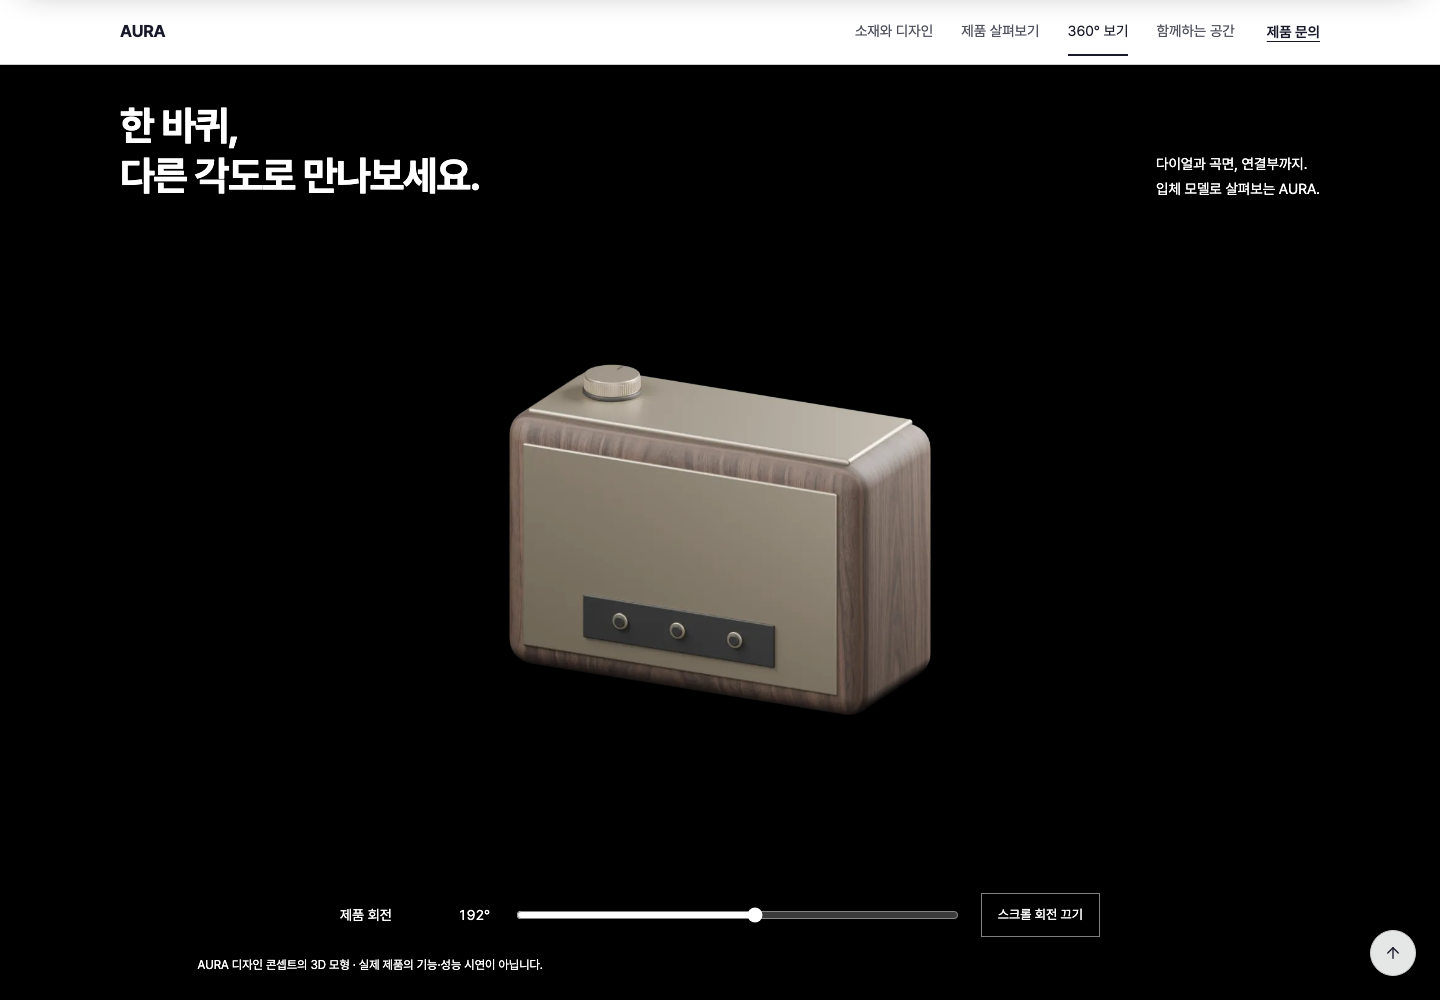 AURA
소재와 디자인
제품 살펴보기
360° 보기
함께하는 공간
제품 문의
한 바퀴,
다른 각도로 만나보세요.
다이얼과 곡면, 연결부까지.
입체 모델로 살펴보는 AURA.
제품 회전
192°
스크롤 회전 끄기
AURA 디자인 콘셉트의 3D 모형 · 실제 제품의 기능·성능 시연이 아닙니다.